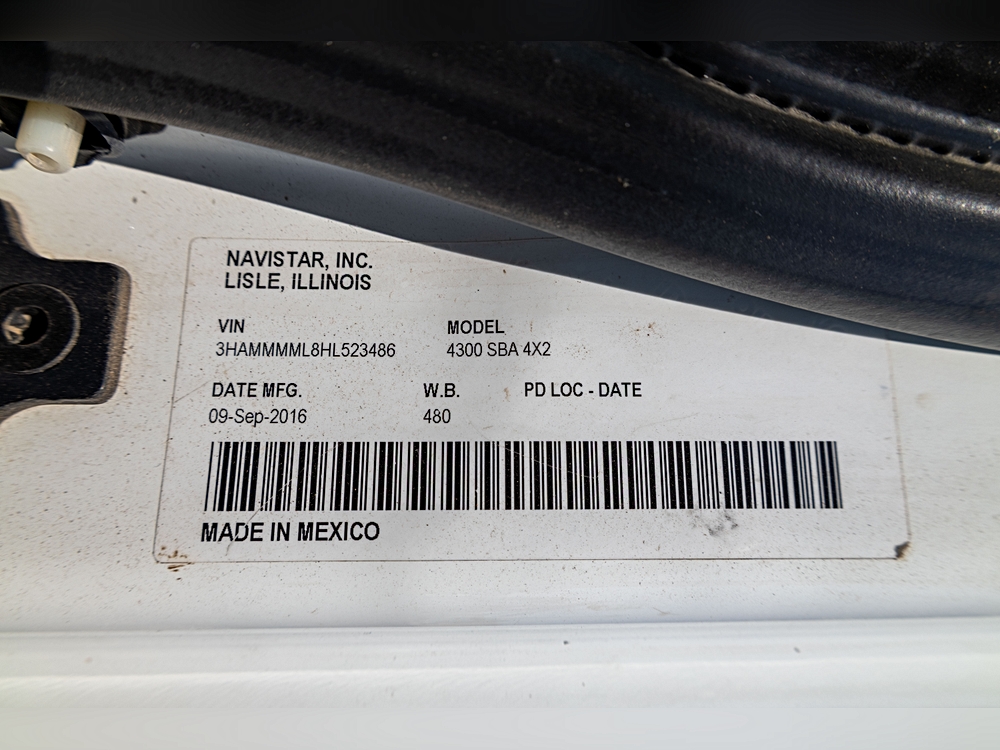 NAVISTAR, INC.
LISLE, ILLINOIS
VIN MODEL
3HAMMMML8HL523486 4300 SBA 4X2
DATE MFG. W.B. PD LOC - DATE
09-Sep-2016 480
MADE IN MEXICO